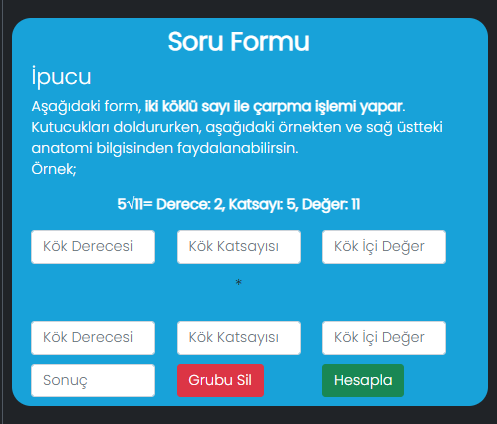 Soru Formu
İpucu
Aşağıdaki form, iki köklü sayı ile çarpma işlemi yapar.
Kutucukları doldururken, aşağıdaki örnekten ve sağ üstteki
anatomi bilgisinden faydalanabilirsin.
Örnek;
5√11= Derece: 2, Katsayı: 5, Değer: 11
Kök Derecesi Kök Katsayısı Kök İçi Değer
*
Kök Derecesi Kök Katsayısı Kök İçi Değer
Sonuç Grubu Sil Hesapla